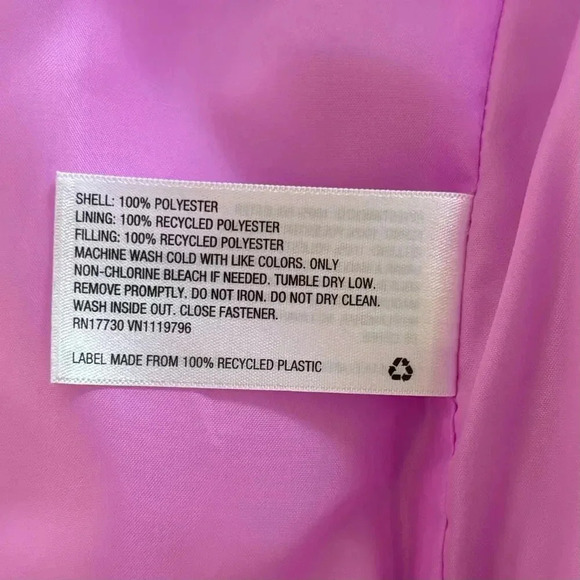 SHELL: 100% POLYESTER
LINING: 100% RECYCLED POLYESTER
FILLING: 100% RECYCLED POLYESTER
MACHINE WASH COLD WITH LIKE COLORS. ONLY
NON-CHLORINE BLEACH IF NEEDED. TUMBLE DRY LOW.
REMOVE PROMPTLY. DO NOT IRON. DO NOT DRY CLEAN.
WASH INSIDE OUT. CLOSE FASTENER.
RN17730 VN1119796
LABEL MADE FROM 100% RECYCLED PLASTIC